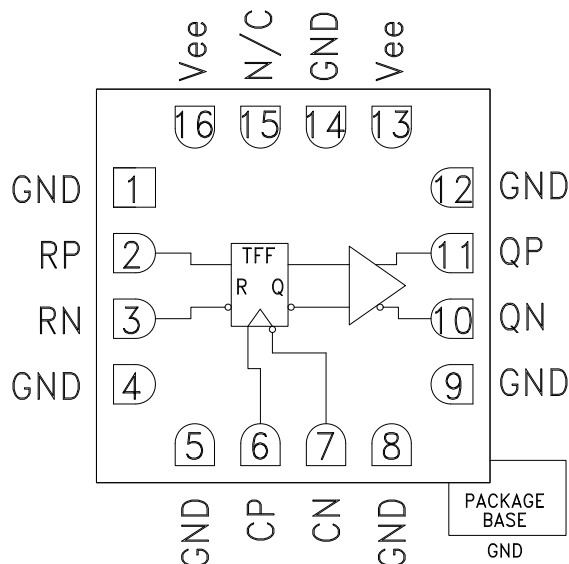 Vee
N/C
GND
Vee
16
15
14
13
GND
1
12
GND
RP
2
TFF
11
QP
R
Q
RN
3
10
QN
GND
4
9
GND
5
6
7
8
GND
CP
CN
GND
PACKAGE
BASE
GND